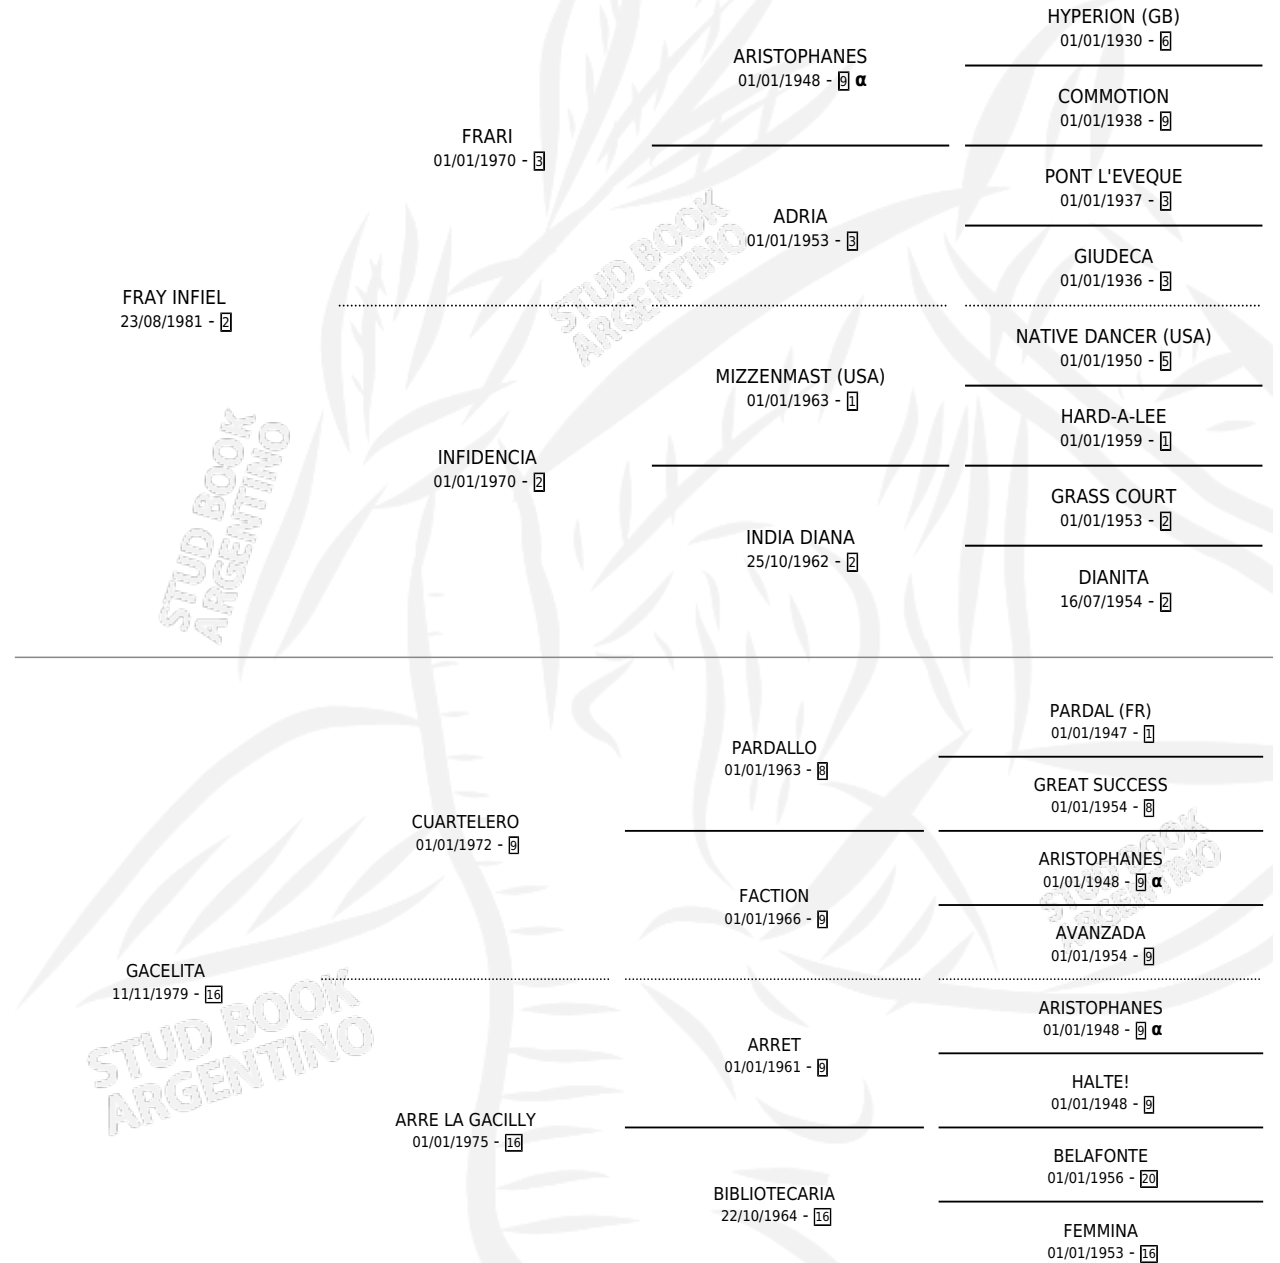 HYPERION (GB)
01/01/1930 - 6
ARISTOPHANES
01/01/1948 - 9 α
COMMOTION
01/01/1938 - 9
FRARI
01/01/1970 - 3
PONT L'EVEQUE
01/01/1937 - 3
ADRIA
01/01/1953 - 3
GIUDECA
01/01/1936 - 3
FRAY INFIEL
23/08/1981 - 2
NATIVE DANCER (USA)
01/01/1950 - 5
MIZZENMAST (USA)
01/01/1963 - 1
HARD-A-LEE
01/01/1959 - 1
INFIDENCIA
01/01/1970 - 2
GRASS COURT
01/01/1953 - 2
INDIA DIANA
25/10/1962 - 2
DIANITA
16/07/1954 - 2
PARDAL (FR)
01/01/1947 - 1
PARDALLO
01/01/1963 - 8
GREAT SUCCESS
01/01/1954 - 8
CUARTELERO
01/01/1972 - 9
ARISTOPHANES
01/01/1948 - 9 α
FACTION
01/01/1966 - 9
AVANZADA
01/01/1954 - 9
GACELITA
11/11/1979 - 16
ARISTOPHANES
01/01/1948 - 9 α
ARRET
01/01/1961 - 9
HALTE!
01/01/1948 - 9
ARRE LA GACILLY
01/01/1975 - 16
BELAFONTE
01/01/1956 - 20
BIBLIOTECARIA
22/10/1964 - 16
FEMMINA
01/01/1953 - 16
STUD BOOK
ARGENTINO
STUD BOOK
ARGENTINO
STUD BOOK
ARGENTINO
STUD BOOK
ARGENTINO